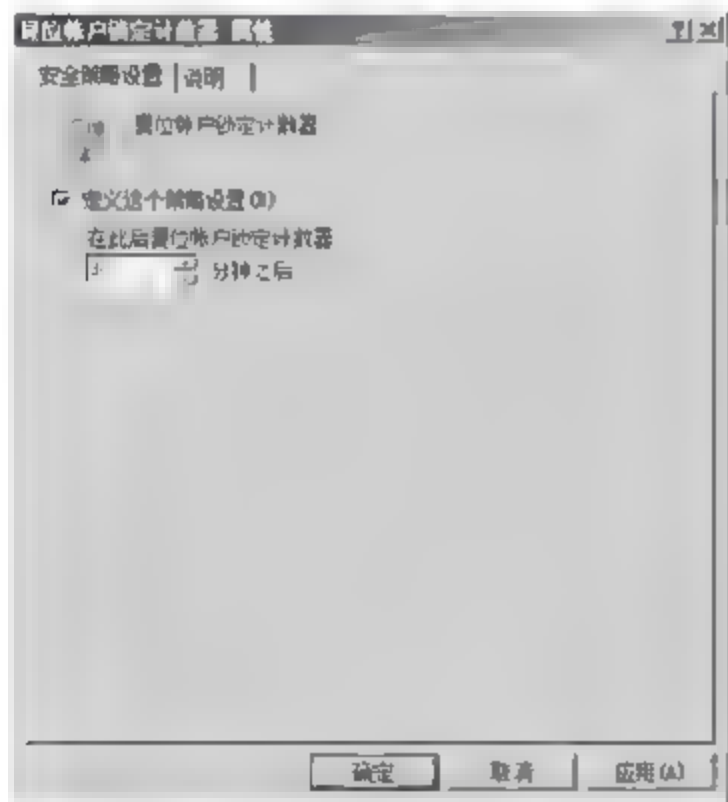 复位帐户锁定计数器 属性
安全策略设置 说明
复位帐户锁定计数器
定义这个策略设置(D)
在此后复位帐户锁定计数器
分钟之后
确定 取消 应用(A)